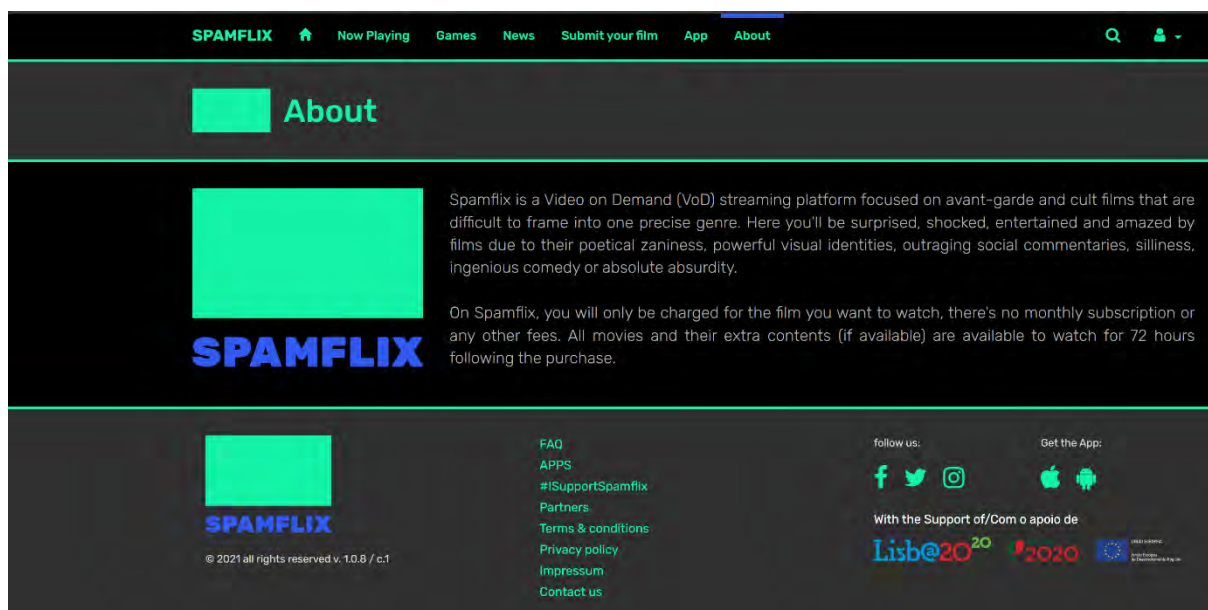 SPAMFLIX Now Playing Games News Submit your film App About
About
Spamflix is a Video on Demand (VoD) streaming platform focused on avant-garde and cult films that are
difficult to frame into one precise genre. Here you'll be surprised, shocked, entertained and amazed by
films due to their poetical zaniness, powerful visual identities, outraging social commentaries, silliness,
ingenious comedy or absolute absurdity.
On Spamflix, you will only be charged for the film you want to watch, there's no monthly subscription or
any other fees. All movies and their extra contents (if available) are available to watch for 72 hours
following the purchase.
SPAMFLIX
SPAMFLIX
© 2021 all rights reserved v. 1.0.8 / c.1
FAQ
APPS
#ISupportSpamflix
Partners
Terms & conditions
Privacy policy
Impressum
Contact us
follow us:
Get the App:
With the Support of/Com o apoio de
Lisb@20²⁰
2020